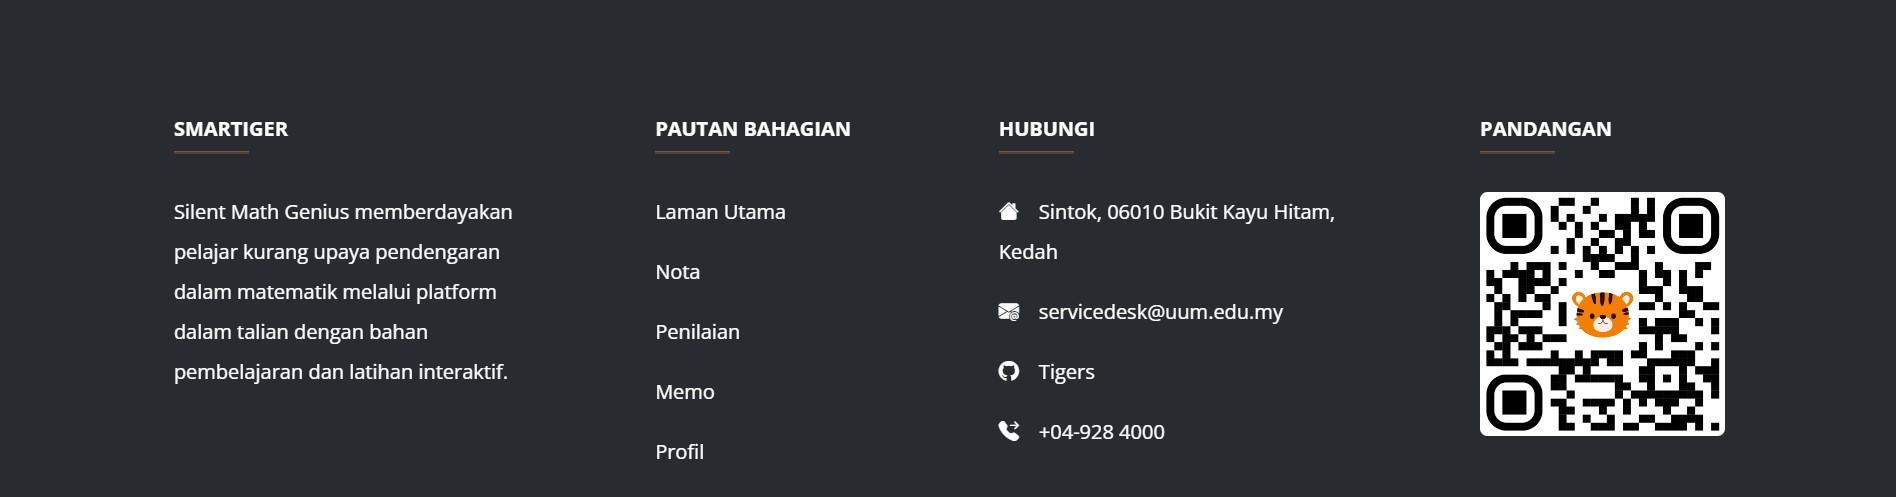 SMARTIGER
Silent Math Genius memberdayakan
pelajar kurang upaya pendengaran
dalam matematik melalui platform
dalam talian dengan bahan
pembelajaran dan latihan interaktif.
PAUTAN BAHAGIAN
Laman Utama
Nota
Penilaian
Memo
Profil
HUBUNGI
Sintok, 06010 Bukit Kayu Hitam,
Kedah
servicedesk@uum.edu.my
Tigers
+04-928 4000
PANDANGAN